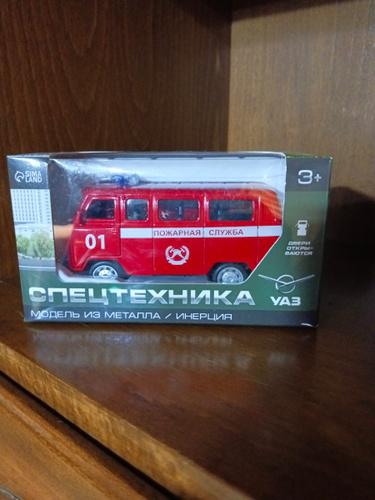 SIMA
LAND
3+
01
ПОЖАРНАЯ СЛУЖБА
ДВЕРИ
ОТКРЫ-
ВАЮТСЯ
СПЕЦТЕХНИКА
УАЗ
МОДЕЛЬ ИЗ МЕТАЛЛА / ИНЕРЦИЯ